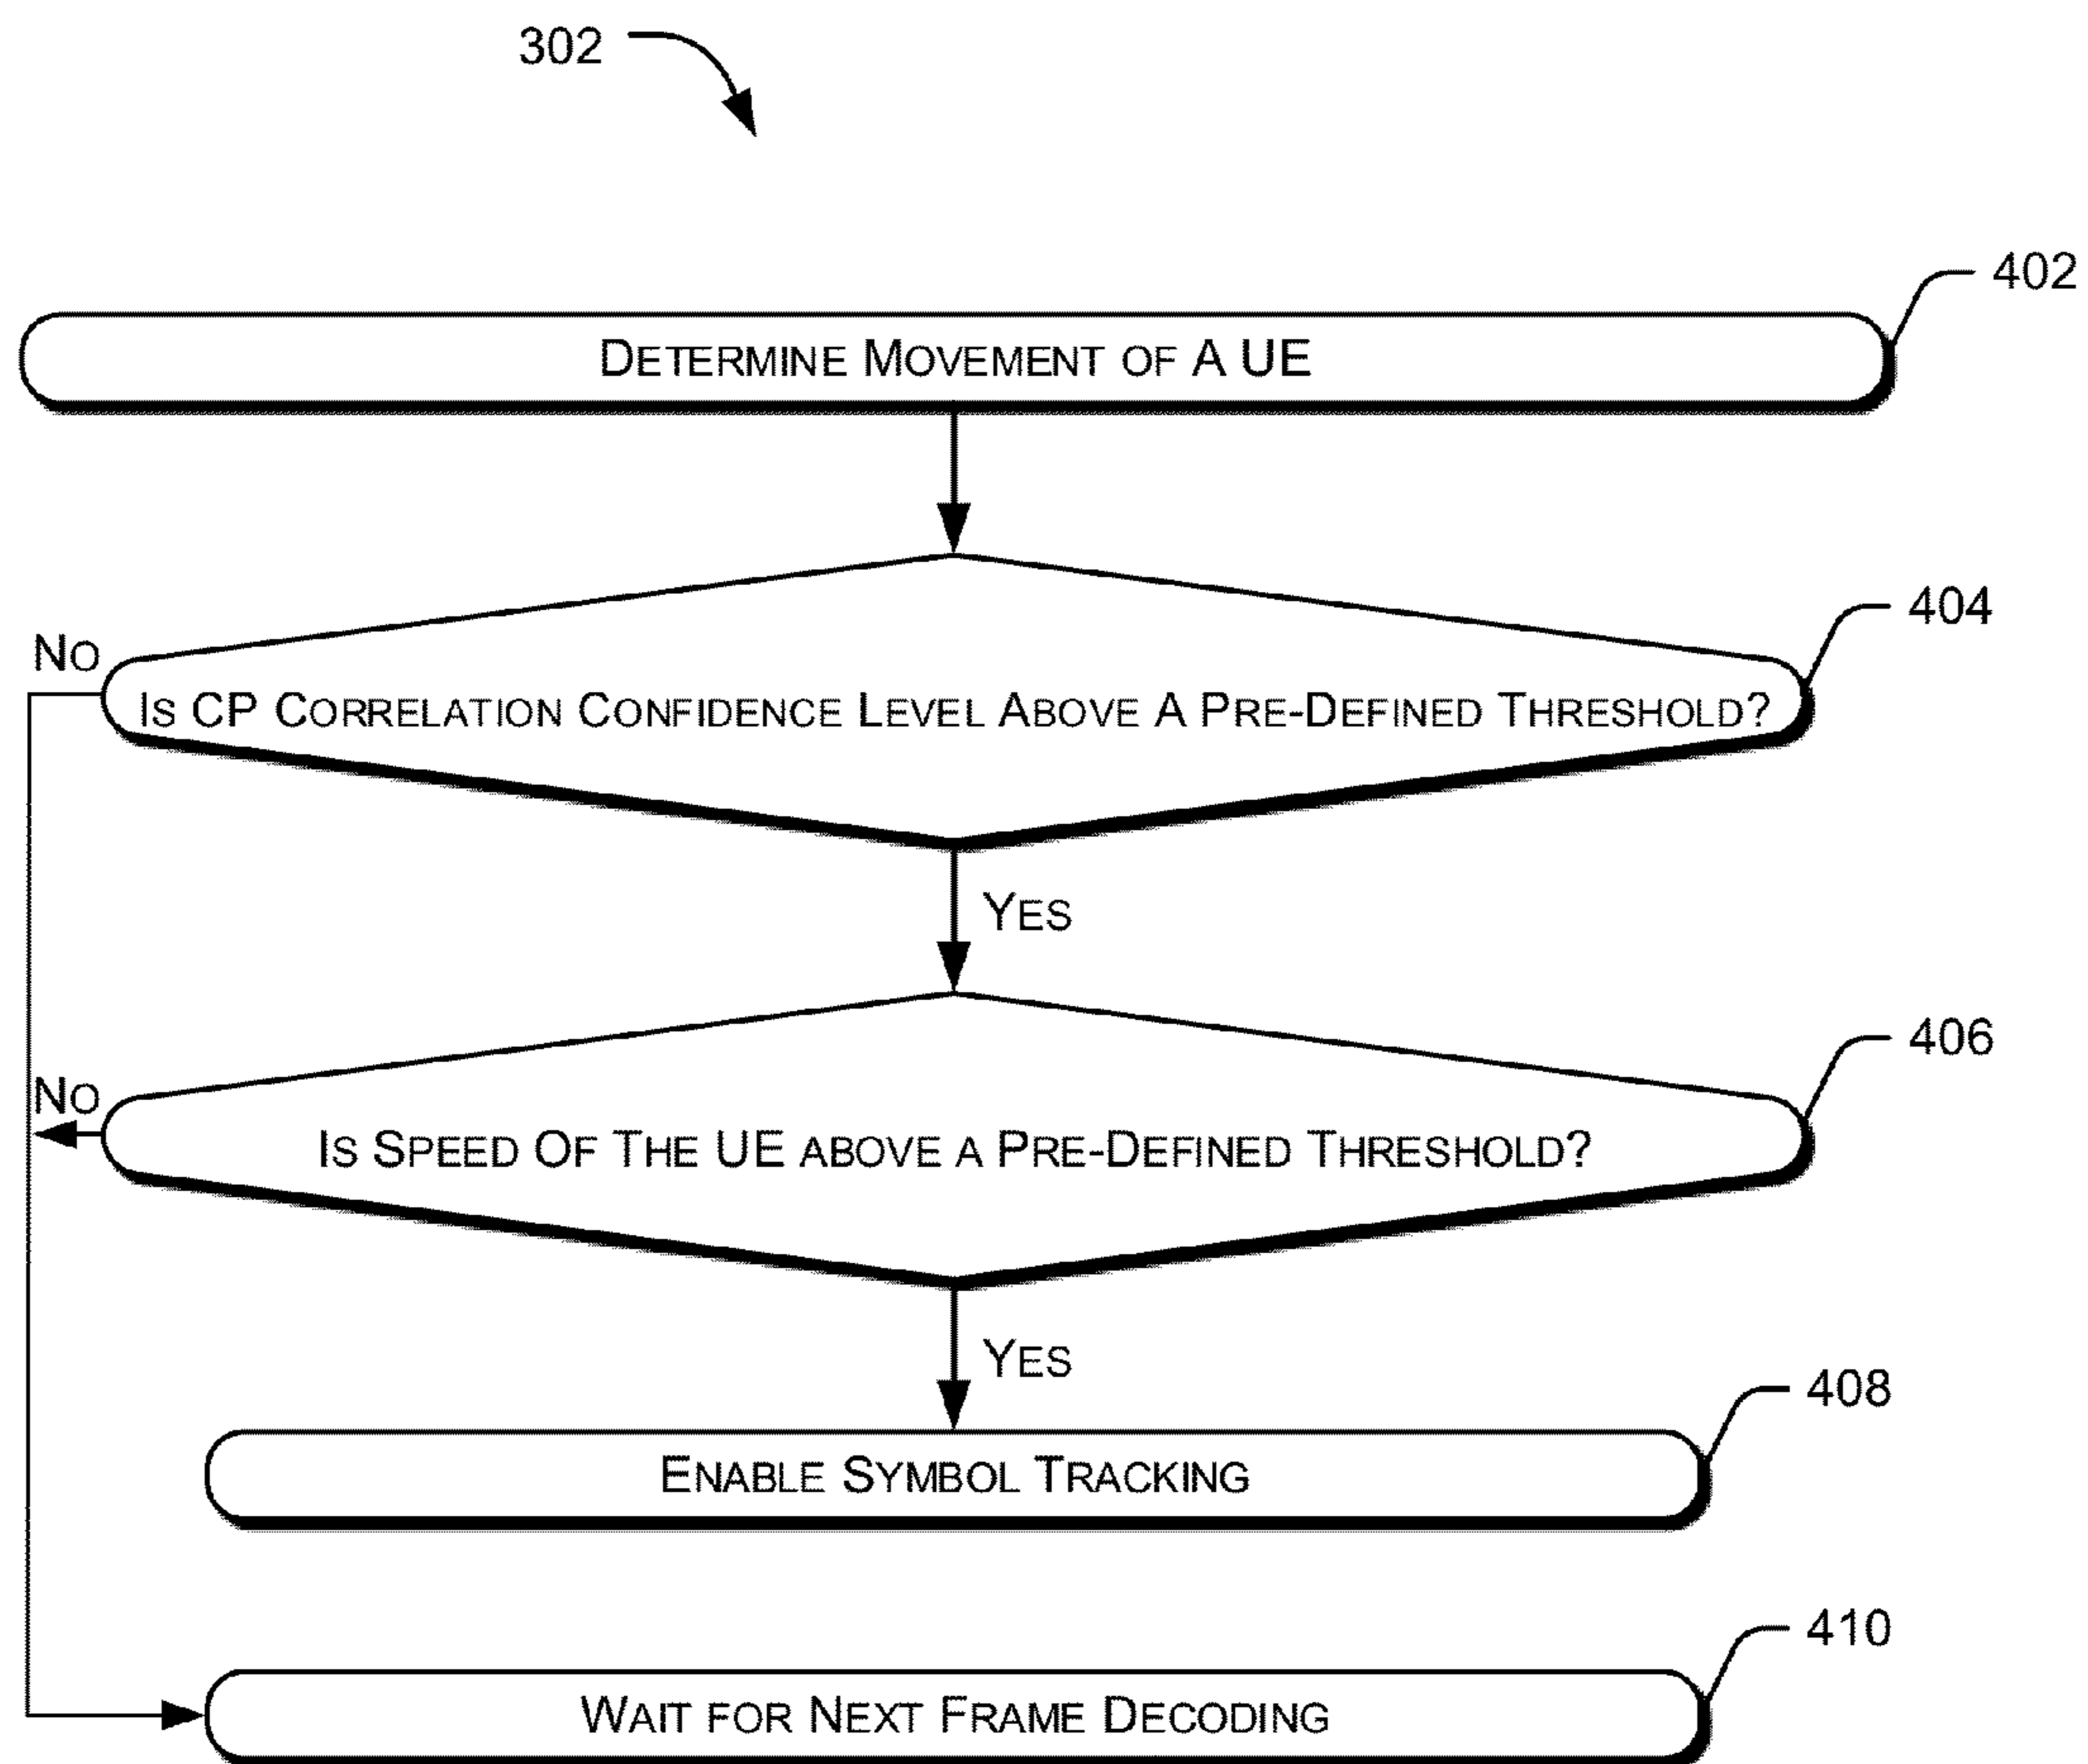 302
402
Determine Movement of A UE
404
No
Is CP Correlation Confidence Level Above A Pre-Defined Threshold?
Yes
406
No
Is Speed Of The UE above a Pre-Defined Threshold?
Yes
408
Enable Symbol Tracking
410
Wait for Next Frame Decoding